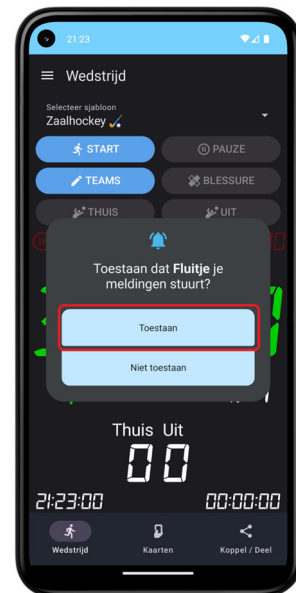 21:23
Wedstrijd
Selecteer sjabloon
Zaalhockey
START
PAUZE
TEAMS
BLESSURE
THUIS
UIT
Toestaan dat Fluitje je
meldingen stuurt?
Toestaan
Niet toestaan
Thuis Uit
00
21:23:00 00:00:00
Wedstrijd Kaarten Koppel / Deel